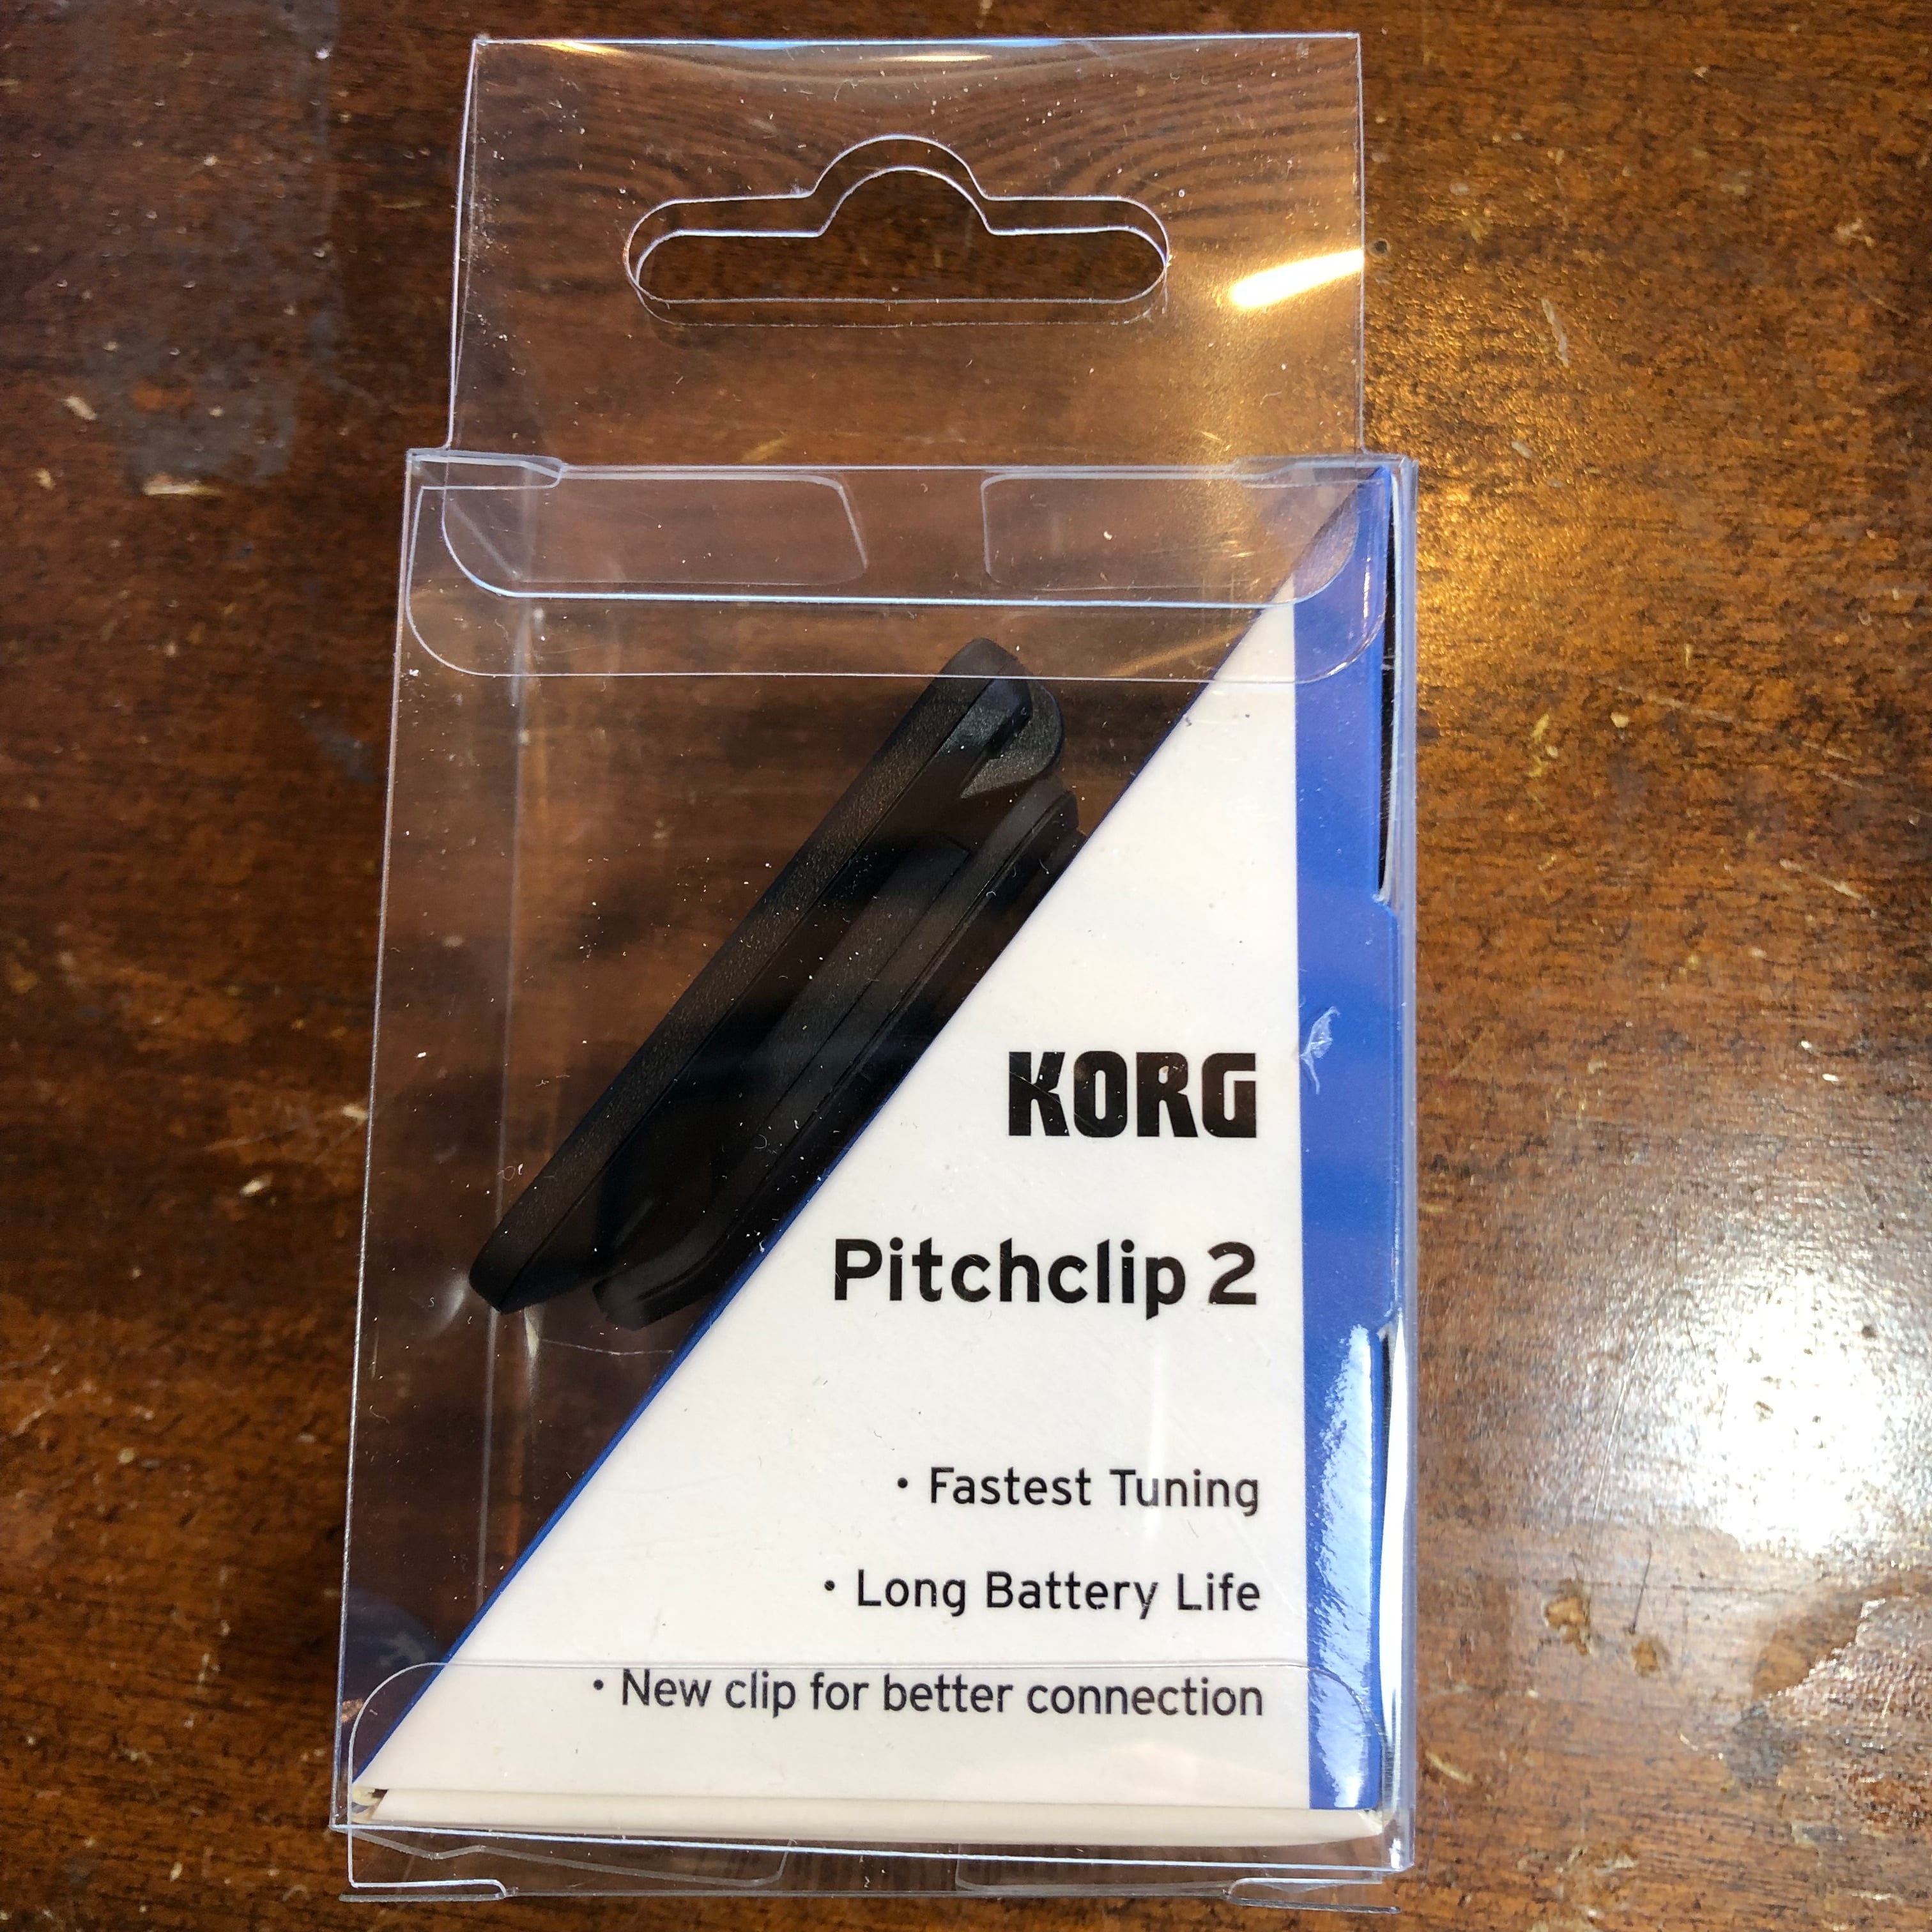 KORG
Pitchclip 2
• Fastest Tuning
• Long Battery Life
• New clip for better connection